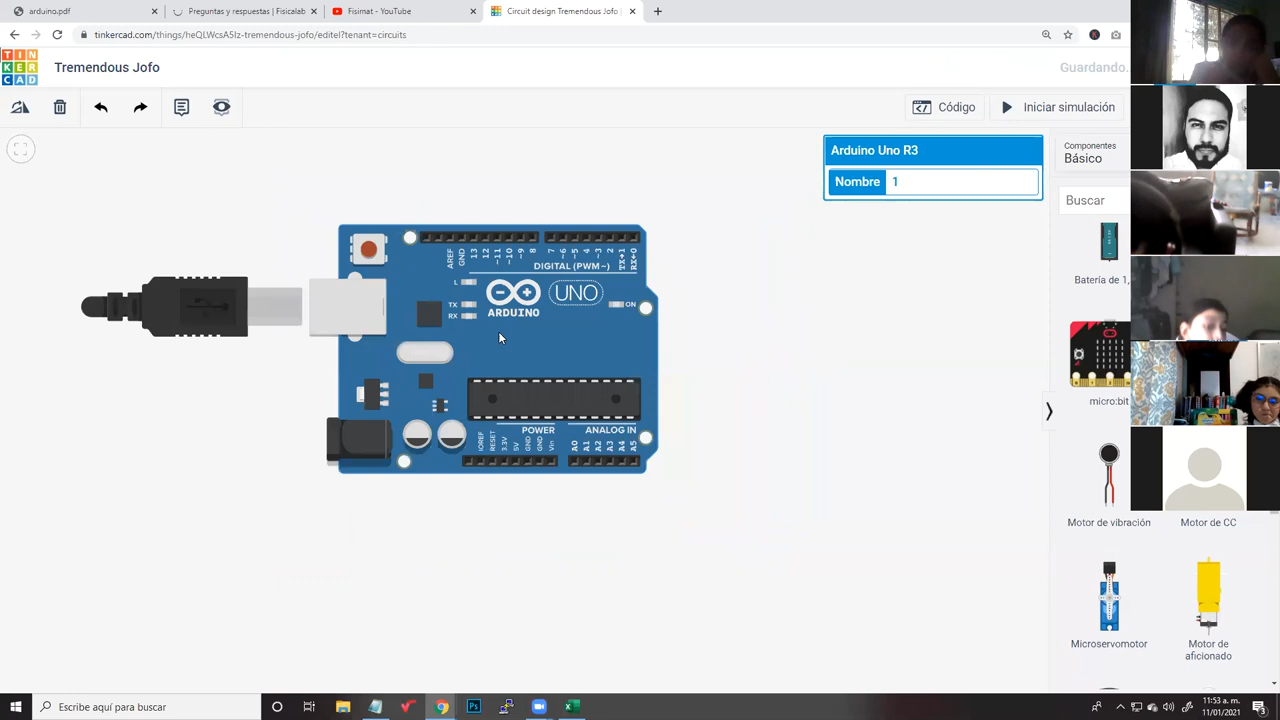 arduino.pdf
Preguntas y respuestas | Fisicalab
Fisimat - YouTube
Circuit design Tremendous Jofo |
tinkercad.com/things/heQLWcsA5Iz-tremendous-jofo/editel?tenant=circuits
TIN
KER
CAD
Tremendous Jofo
Guardando.
Código
Iniciar simulación
Arduino Uno R3
Nombre
1
Componentes
Básico
Buscar
Batería de 1,
micro:bit
Motor de vibración
Motor de CC
Microservomotor
Motor de
aficionado
AREF
GND
13
12
~11
~10
~9
8
7
~6
~5
4
~3
2
TX→1
RX←0
DIGITAL (PWM ~)
L
TX
RX
ARDUINO
UNO
ON
POWER
ANALOG IN
IOREF
RESET
3.3V
5V
GND
GND
Vin
A0
A1
A2
A3
A4
A5
Escribe aquí para buscar
Ps
11:53 a. m.
11/01/2021
3